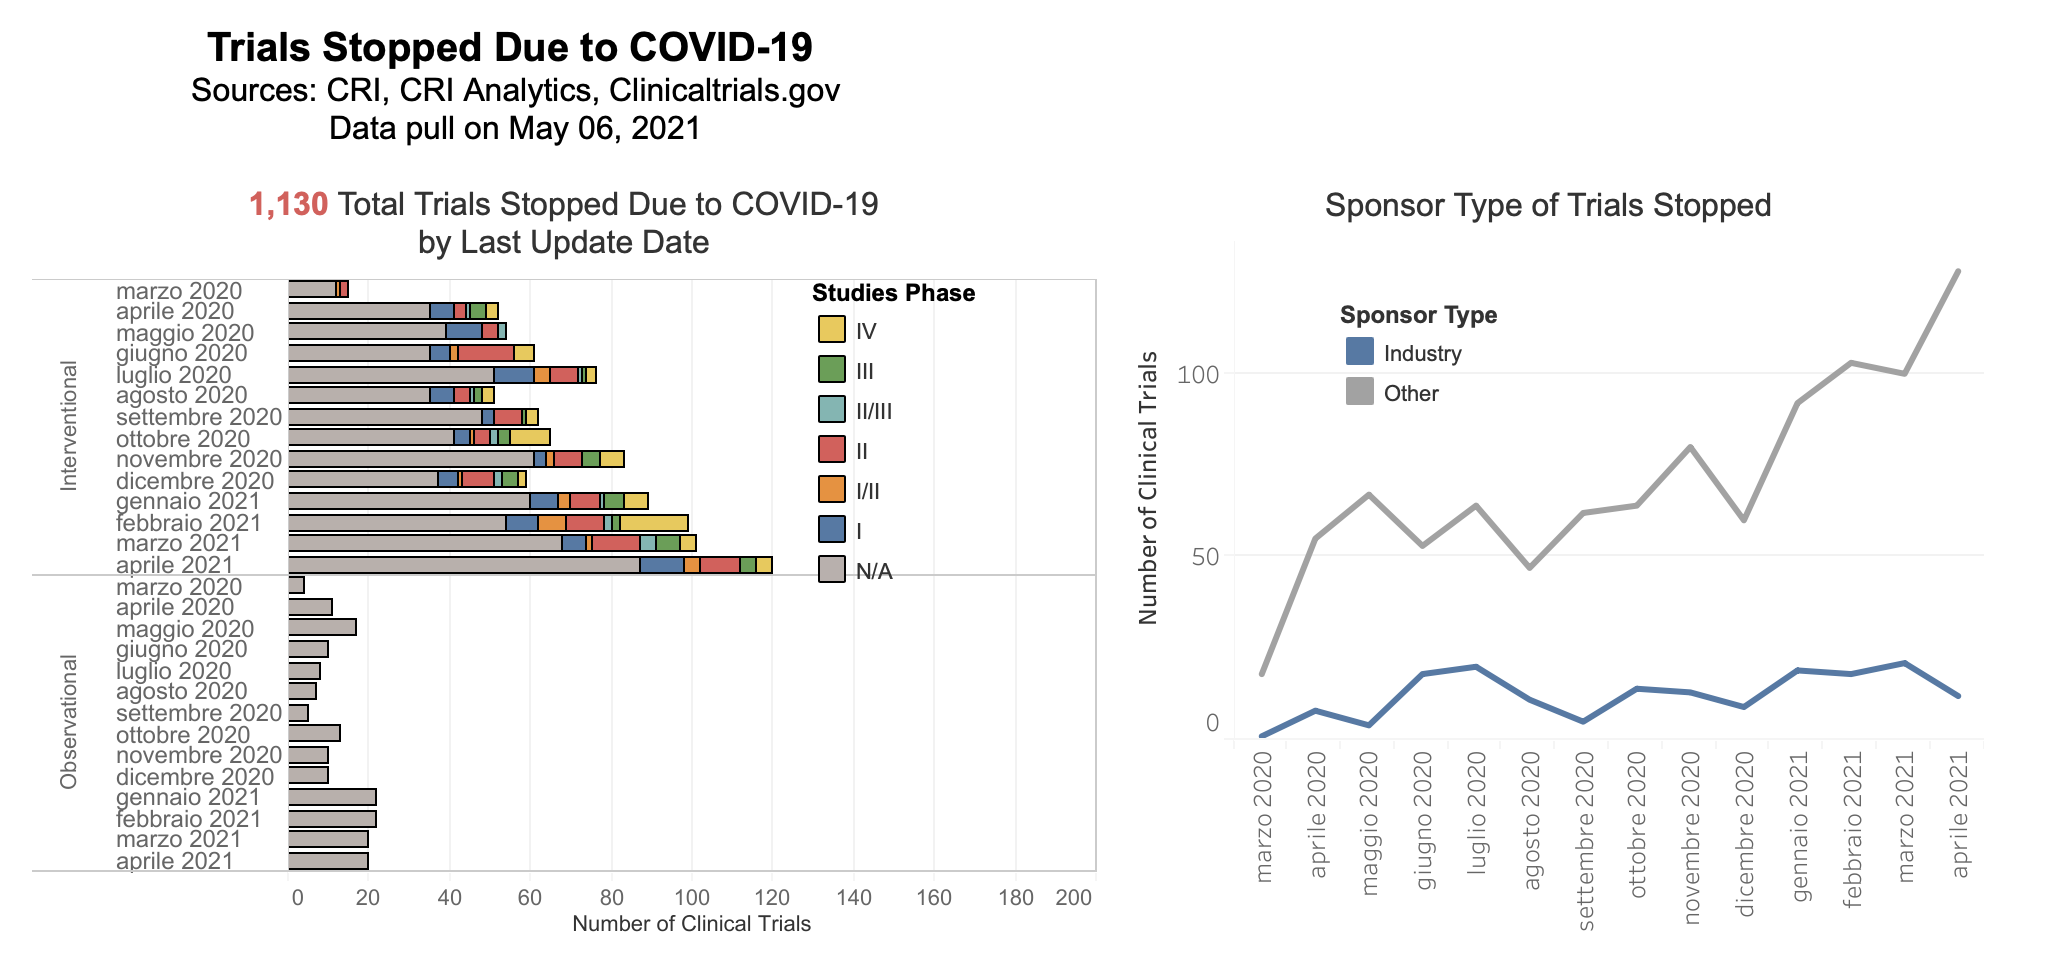 Trials Stopped Due to COVID-19
Sources: CRI, CRI Analytics, Clinicaltrials.gov
Data pull on May 06, 2021
1,130 Total Trials Stopped Due to COVID-19
by Last Update Date
Interventional
marzo 2020
aprile 2020
maggio 2020
giugno 2020
luglio 2020
agosto 2020
settembre 2020
ottobre 2020
novembre 2020
dicembre 2020
gennaio 2021
febbraio 2021
marzo 2021
aprile 2021
Observational
marzo 2020
aprile 2020
maggio 2020
giugno 2020
luglio 2020
agosto 2020
settembre 2020
ottobre 2020
novembre 2020
dicembre 2020
gennaio 2021
febbraio 2021
marzo 2021
aprile 2021
0 20 40 60 80 100 120 140 160 180 200
Number of Clinical Trials
Studies Phase
IV
III
II/III
II
I/II
I
N/A
Sponsor Type of Trials Stopped
Sponsor Type
Industry
Other
Number of Clinical Trials
100
50
0
marzo 2020
aprile 2020
maggio 2020
giugno 2020
luglio 2020
agosto 2020
settembre 2020
ottobre 2020
novembre 2020
dicembre 2020
gennaio 2021
febbraio 2021
marzo 2021
aprile 2021